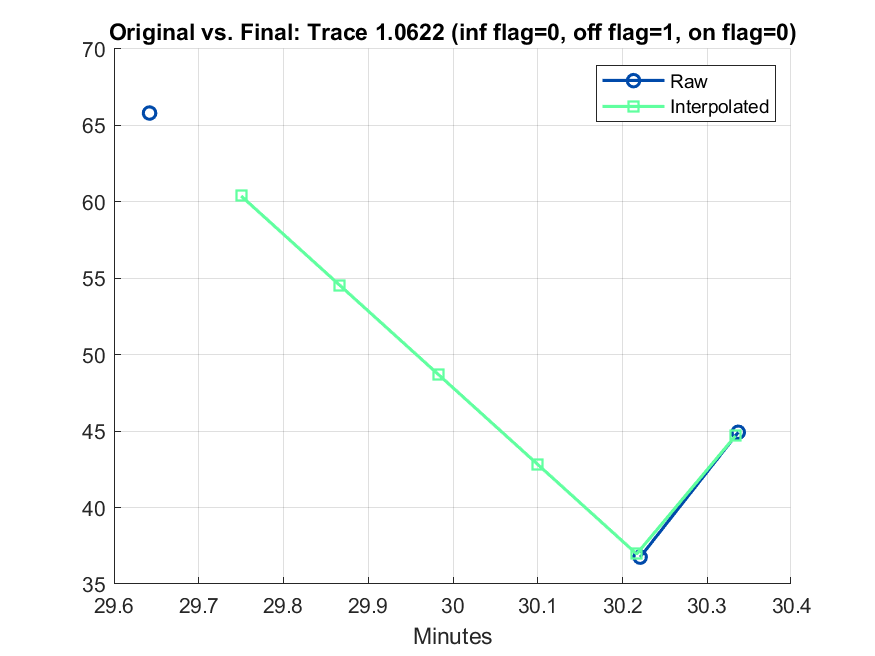 Original vs. Final: Trace 1.0622 (inf flag=0, off flag=1, on flag=0)
70
65
60
55
50
45
40
35
Raw
Interpolated
29.6 29.7 29.8 29.9 30 30.1 30.2 30.3 30.4
Minutes